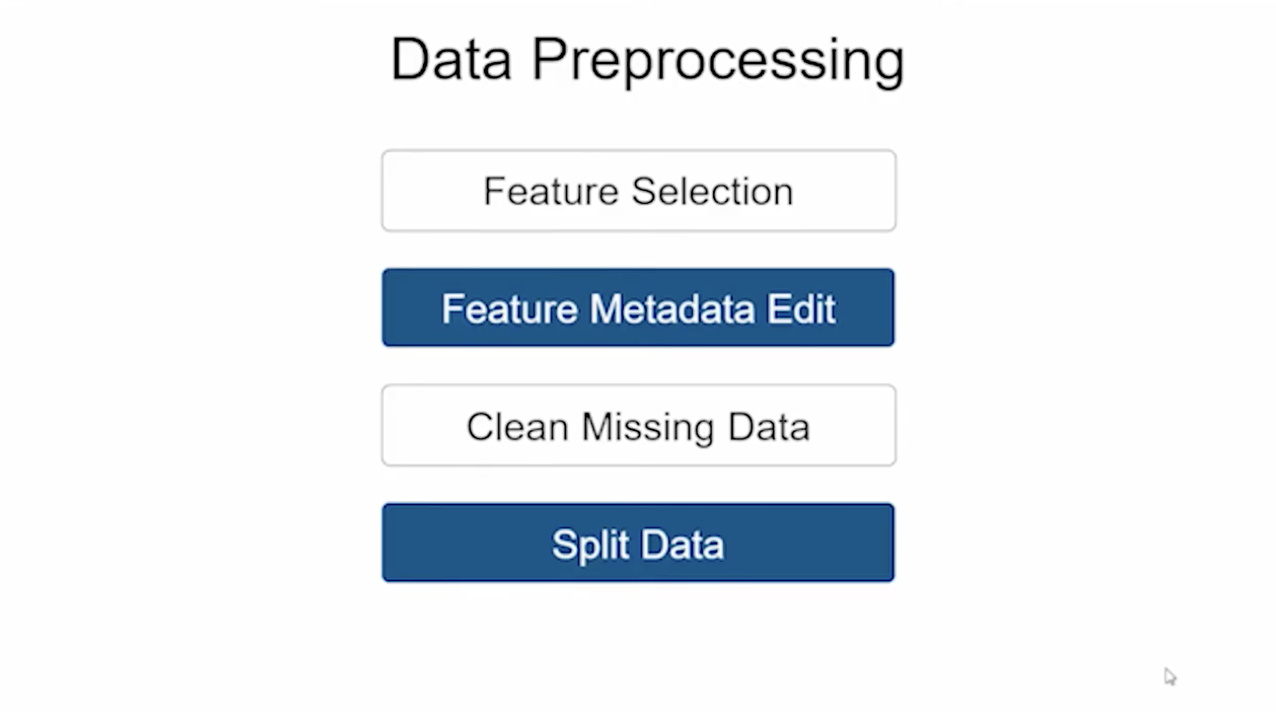 Data Preprocessing
Feature Selection
Feature Metadata Edit
Clean Missing Data
Split Data